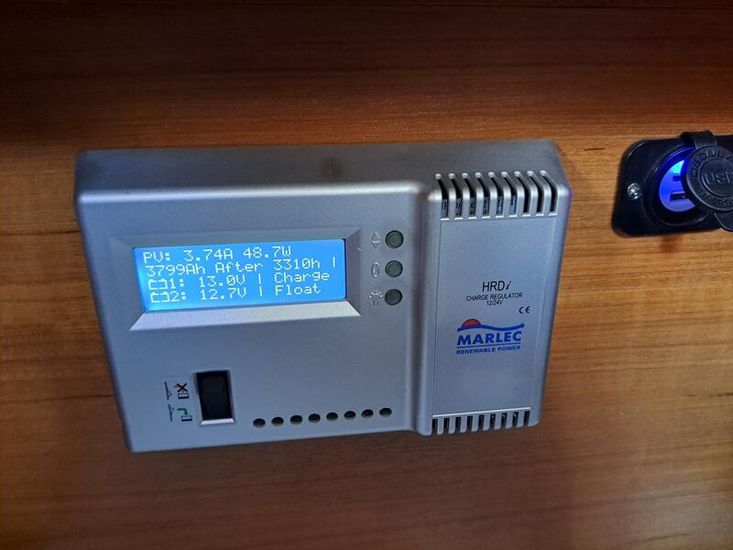 PV: 3.74A 48.7W
3799Ah After 3310h |
1: 13.0V | Charge
2: 12.7V | Float
HRDi
CHARGE REGULATOR
12/24V
CE
MARLEC
RENEWABLE POWER
USB